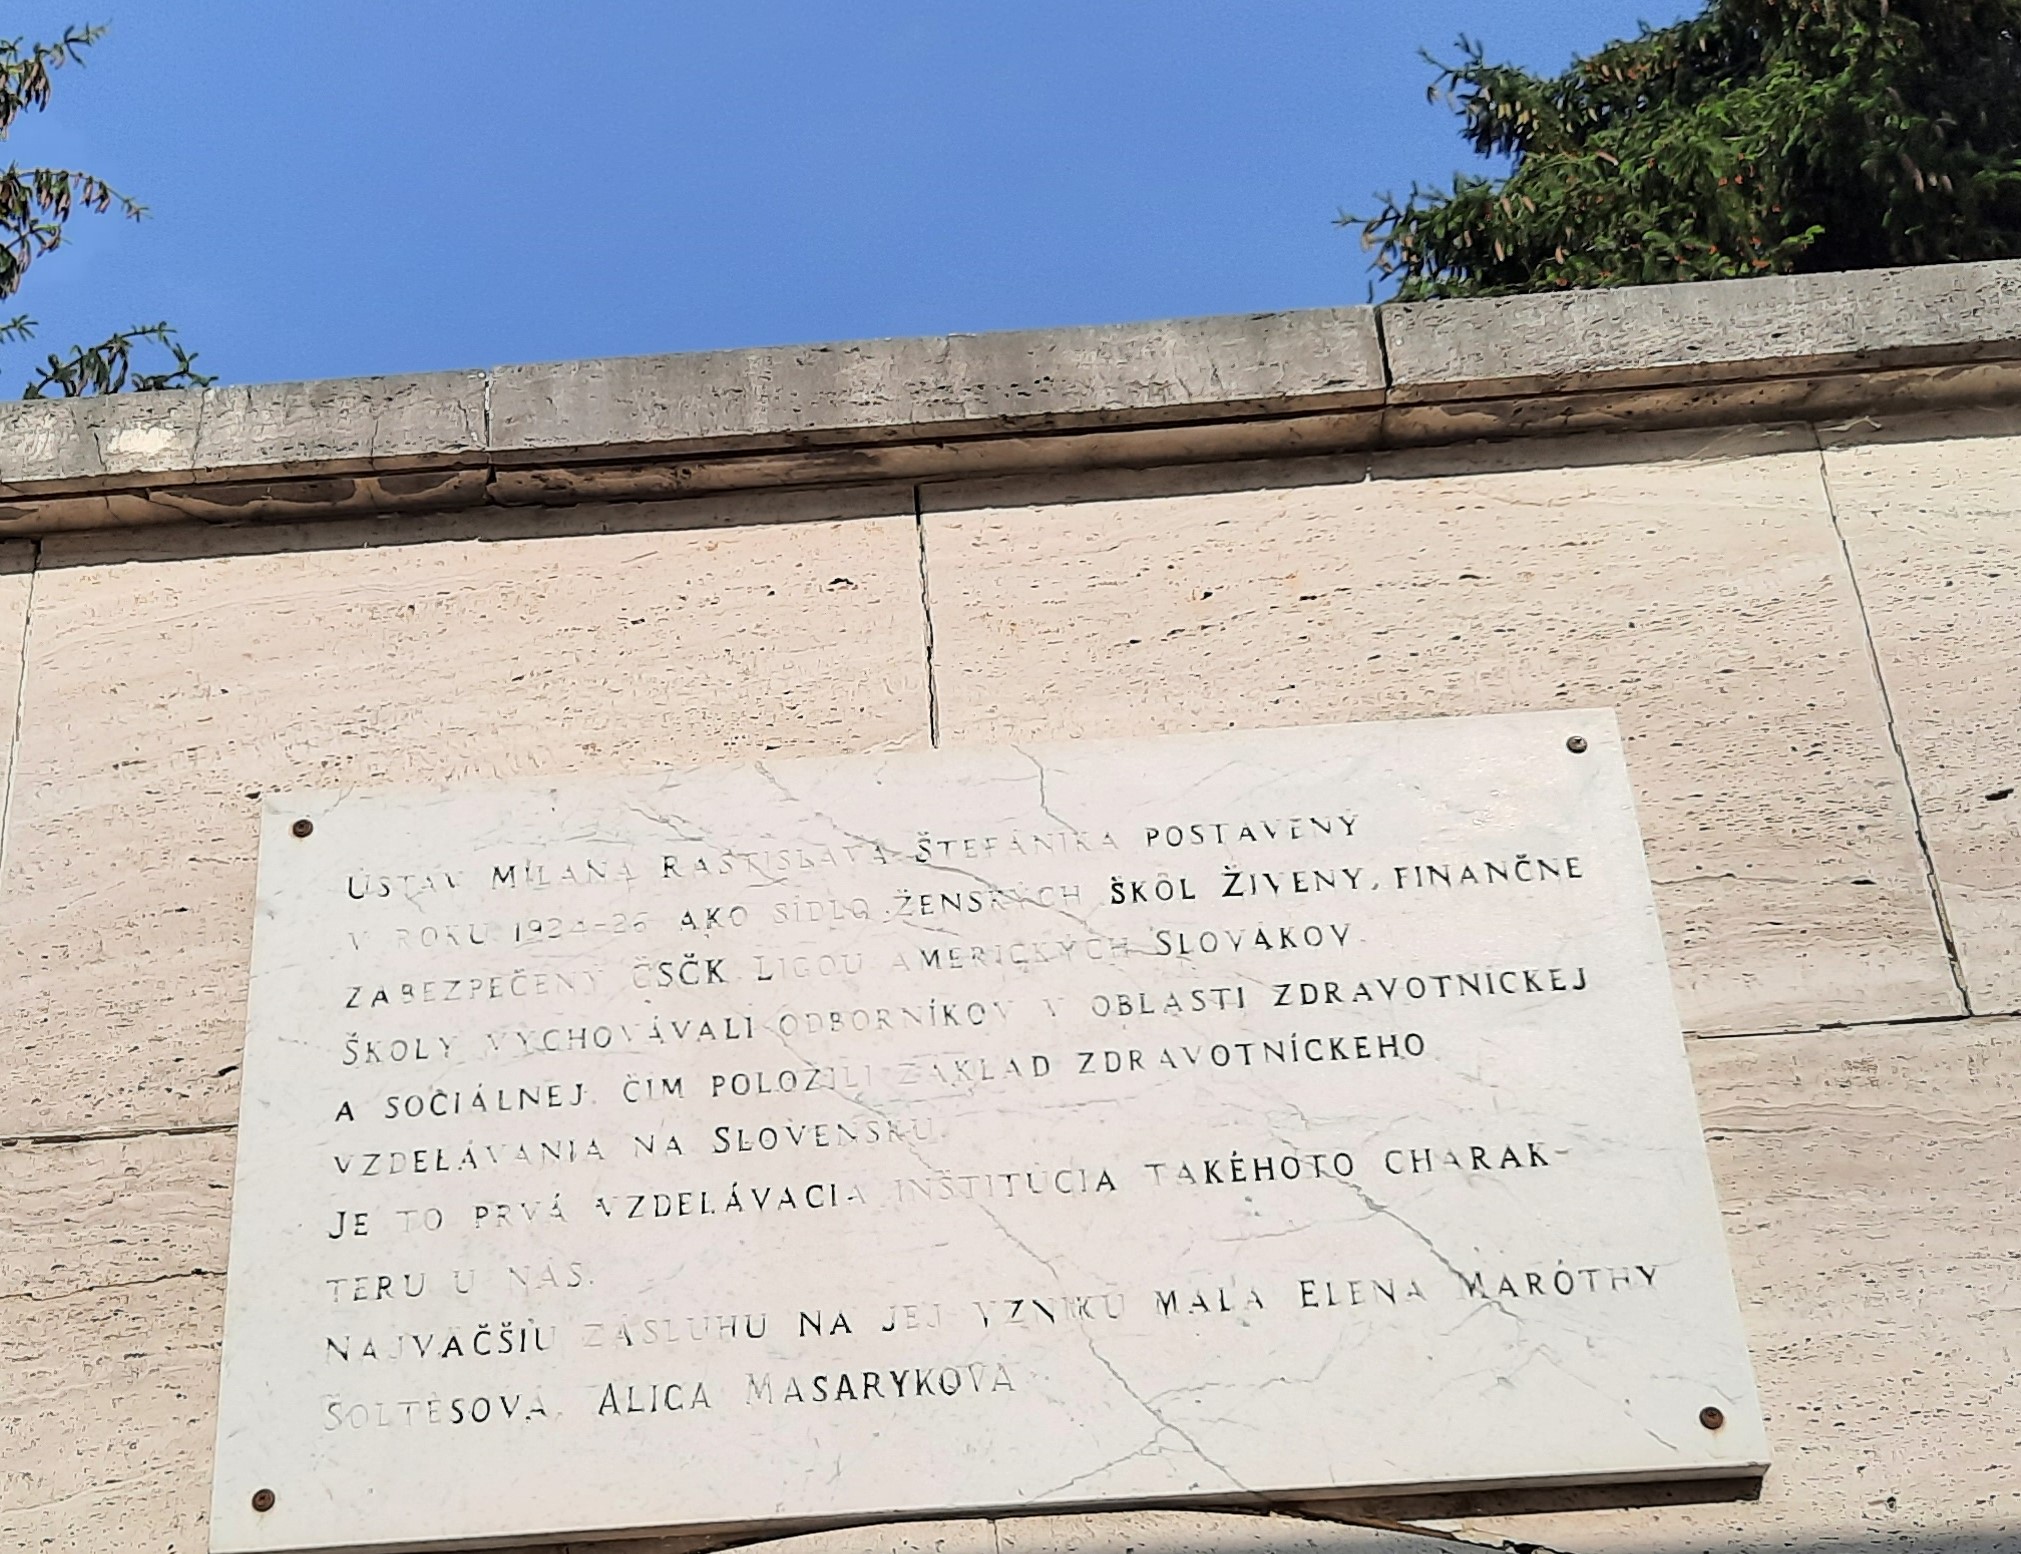 ÚSTAV MILANA RASTISLAVA ŠTEFÁNIKA POSTAVENÝ
V ROKU 1924-26 AKO SÍDLO ŽENSKÝCH ŠKÔL ŽIVENY, FINANČNE
ZABEZPEČENÝ ČSČK LIGOU AMERICKÝCH SLOVÁKOV.
ŠKOLY VYCHOVÁVALI ODBORNÍKOV V OBLASTI ZDRAVOTNÍCKEJ
A SOCIÁLNEJ, ČÍM POLOŽILI ZÁKLAD ZDRAVOTNÍCKEHO
VZDELÁVANIA NA SLOVENSKU.
JE TO PRVÁ VZDELÁVACIA INŠTITÚCIA TAKÉHOTO CHARAK-
TERU U NÁS.
NAJVÄČŠIU ZÁSLUHU NA JEJ VZNIKU MALA ELENA MARÓTHY
ŠOLTÉSOVÁ, ALICA MASARYKOVÁ